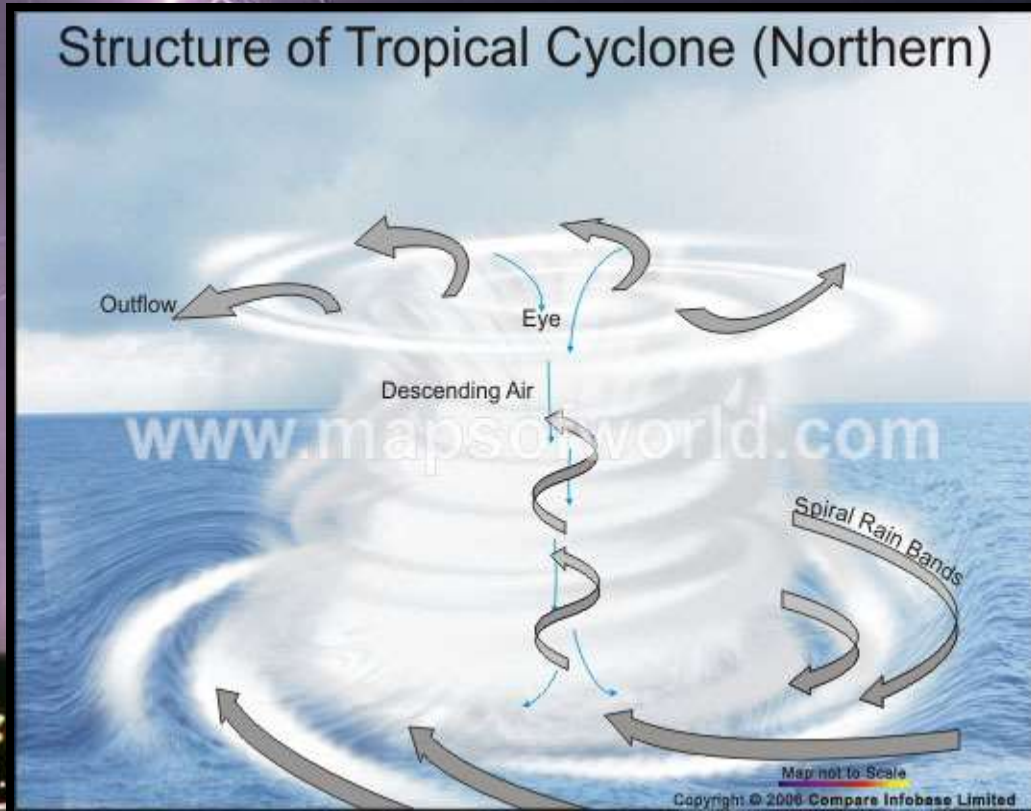 Structure of Tropical Cyclone (Northern)
Outflow
Eye
Descending Air
www.mapsofworld.com
Spiral Rain Bands
Map not to Scale
Copyright © 2006 Compare Infobase Limited